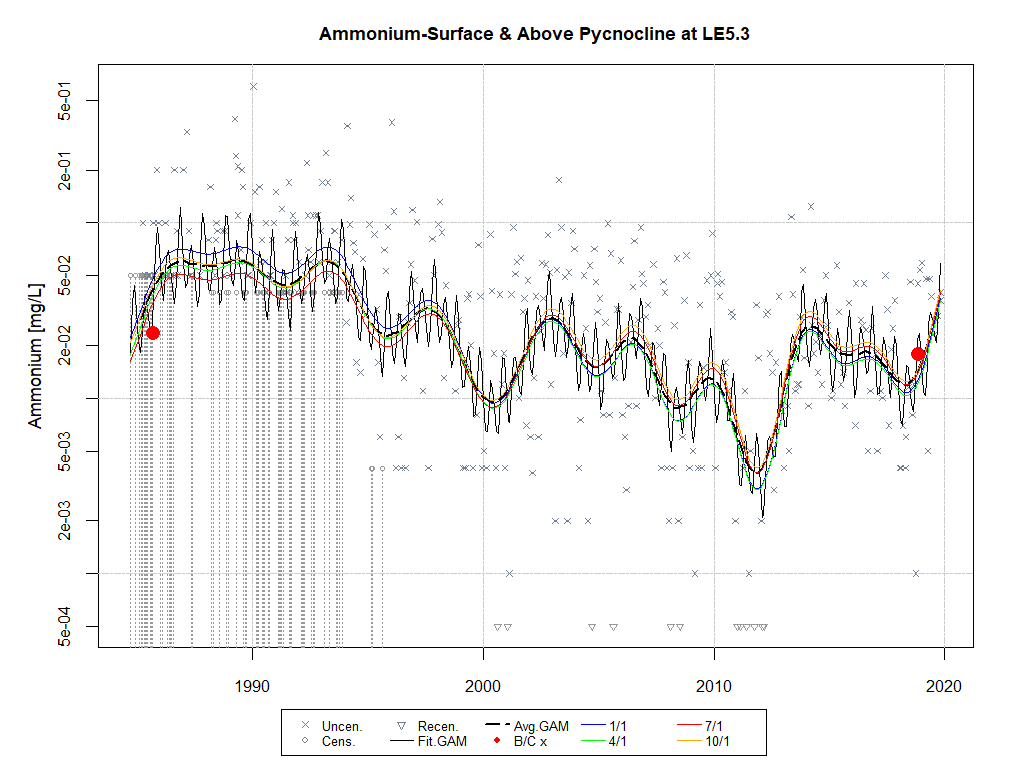 Ammonium-Surface & Above Pycnocline at LE5.3
Ammonium [mg/L]
5e-01
2e-01
5e-02
2e-02
5e-03
2e-03
5e-04
1990 2000 2010 2020
Uncen. Recen. Avg.GAM 1/1 7/1
Cens. Fit.GAM B/C x 4/1 10/1